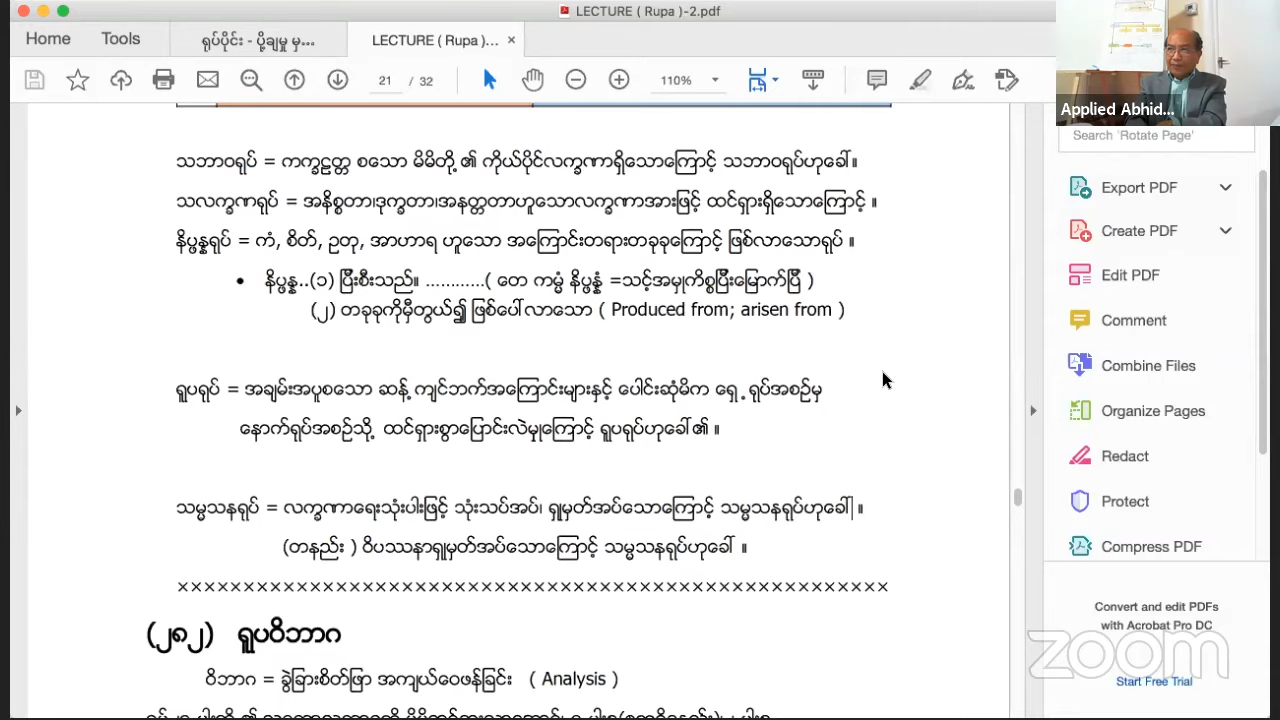 LECTURE ( Rupa )-2.pdf
Home Tools ရုပ်ပိုင်း - ပို့ချမှု မှ... LECTURE ( Rupa )... ×
21 / 32 110%
Applied Abhid...
Search 'Rotate Page'
သဘာဝရုပ် = ကက္ခဠတ္တ စသော မိမိတို့ ၏ ကိုယ်ပိုင်လက္ခဏာရှိသောကြောင့် သဘာဝရုပ်ဟုခေါ်။
သလက္ခဏရုပ် = အနိစ္စတာ၊ဒုက္ခတာ၊အနတ္တတာဟူသောလက္ခဏာအားဖြင့် ထင်ရှားရှိသောကြောင့် ။
နိပ္ဖန္နရုပ် = ကံ, စိတ်, ဥတု, အာဟာရ ဟူသော အကြောင်းတရားတခုခုကြောင့် ဖြစ်လာသောရုပ် ။
• နိပ္ဖန္န..(၁) ပြီးစီးသည်။ ............( တေ ကမ္မံ နိပ္ဖန္နံ =သင့်အမှုကိစ္စပြီးမြောက်ပြီ )
(၂) တခုခုကိုမှီတွယ်၍ ဖြစ်ပေါ်လာသော ( Produced from; arisen from )
ရူပရုပ် = အချမ်းအပူစသော ဆန့် ကျင်ဘက်အကြောင်းများနှင့် ပေါင်းဆုံမိက ရှေ့ ရုပ်အစဉ်မှ
နောက်ရုပ်အစဉ်သို့ ထင်ရှားစွာပြောင်းလဲမှုကြောင့် ရူပရုပ်ဟုခေါ်၏ ။
သမ္မသနရုပ် = လက္ခဏာရေးသုံးပါးဖြင့် သုံးသပ်အပ်၊ ရှုမှတ်အပ်သောကြောင့် သမ္မသနရုပ်ဟုခေါ် ။
(တနည်း ) ဝိပဿနာရှုမှတ်အပ်သောကြောင့် သမ္မသနရုပ်ဟုခေါ် ။
(၂၈၂) ရူပဝိဘာဂ
ဝိဘာဂ = ခွဲခြားစိတ်ဖြာ အကျယ်ဝေဖန်ခြင်း ( Analysis )
Export PDF
Create PDF
Edit PDF
Comment
Combine Files
Organize Pages
Redact
Protect
Compress PDF
Convert and edit PDFs
with Acrobat Pro DC
Start Free Trial
zoom